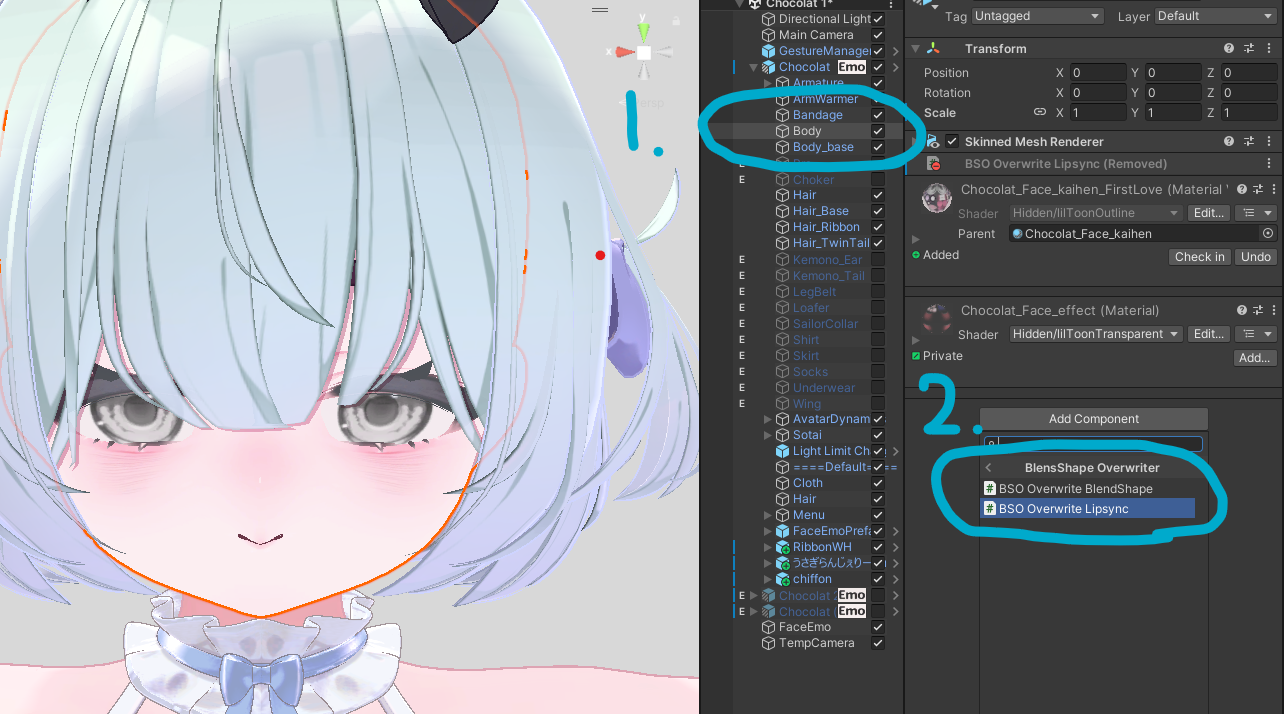 y
x
< Persp
1.
Chocolat 1*
Directional Light
Main Camera
GestureManager
Chocolat Emo
Armature
ArmWarmer
Bandage
Body
Body_base
E
E Choker
Hair
Hair_Base
Hair_Ribbon
Hair_TwinTail
E Kemono_Ear
E Kemono_Tail
E LegBelt
E Loafer
E SailorCollar
E Shirt
E Skirt
E Socks
E Underwear
E Wing
AvatarDynam
Sotai
Light Limit Ch
====Default====
Cloth
Hair
Menu
FaceEmoPrefa
RibbonWH
うさぎらんじぇりー
chiffon
E Chocolat Emo
E Chocolat Emo
FaceEmo
TempCamera
Tag Untagged Layer Default
Transform
Position X 0 Y 0 Z 0
Rotation X 0 Y 0 Z 0
Scale X 1 Y 1 Z 1
Skinned Mesh Renderer
BSO Overwrite Lipsync (Removed)
Chocolat_Face_kaihen_FirstLove (Material
Shader Hidden/lilToonOutline Edit...
Parent Chocolat_Face_kaihen
Added Check in Undo
Chocolat_Face_effect (Material)
Shader Hidden/lilToonTransparent Edit...
Private Add...
2.
Add Component
BlensShape Overwriter
# BSO Overwrite BlendShape
# BSO Overwrite Lipsync